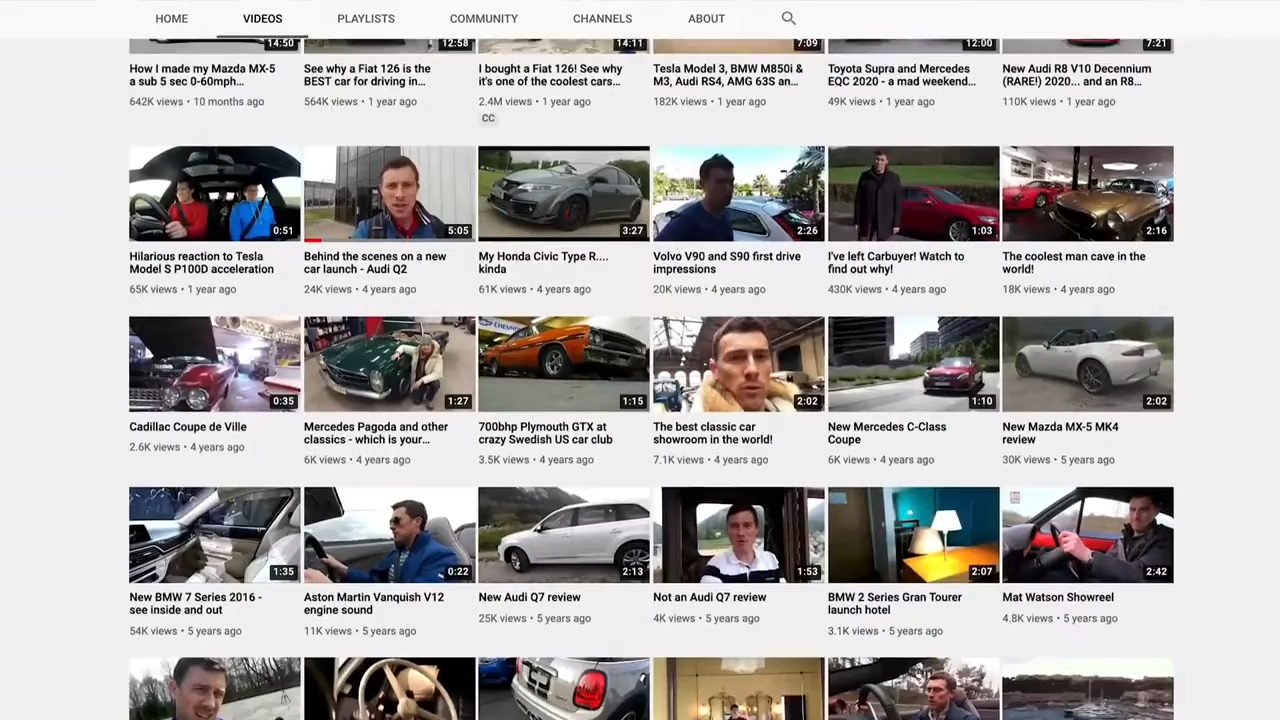 HOME VIDEOS PLAYLISTS COMMUNITY CHANNELS ABOUT
14:50 12:58 14:11 7:09 12:00 7:21
How I made my Mazda MX-5
a sub 5 sec 0-60mph…
642K views • 10 months ago
See why a Fiat 126 is the
BEST car for driving in…
564K views • 1 year ago
I bought a Fiat 126! See why
it's one of the coolest cars…
2.4M views • 1 year ago
CC
Tesla Model 3, BMW M850i &
M3, Audi RS4, AMG 63S an…
182K views • 1 year ago
Toyota Supra and Mercedes
EQC 2020 - a mad weekend…
49K views • 1 year ago
New Audi R8 V10 Decennium
(RARE!) 2020... and an R8…
110K views • 1 year ago
0:51 5:05 3:27 2:26 1:03 2:16
Hilarious reaction to Tesla
Model S P100D acceleration
65K views • 1 year ago
Behind the scenes on a new
car launch - Audi Q2
24K views • 4 years ago
My Honda Civic Type R....
kinda
61K views • 4 years ago
Volvo V90 and S90 first drive
impressions
20K views • 4 years ago
I've left Carbuyer! Watch to
find out why!
430K views • 4 years ago
The coolest man cave in the
world!
18K views • 4 years ago
0:35 1:27 1:15 2:02 1:10 2:02
Cadillac Coupe de Ville
2.6K views • 4 years ago
Mercedes Pagoda and other
classics - which is your…
6K views • 4 years ago
700bhp Plymouth GTX at
crazy Swedish US car club
3.5K views • 4 years ago
The best classic car
showroom in the world!
7.1K views • 4 years ago
New Mercedes C-Class
Coupe
6K views • 4 years ago
New Mazda MX-5 MK4
review
30K views • 5 years ago
1:35 0:22 2:13 1:53 2:07 2:42
New BMW 7 Series 2016 -
see inside and out
54K views • 5 years ago
Aston Martin Vanquish V12
engine sound
11K views • 5 years ago
New Audi Q7 review
25K views • 5 years ago
Not an Audi Q7 review
4K views • 5 years ago
BMW 2 Series Gran Tourer
launch hotel
3.1K views • 5 years ago
Mat Watson Showreel
4.8K views • 5 years ago